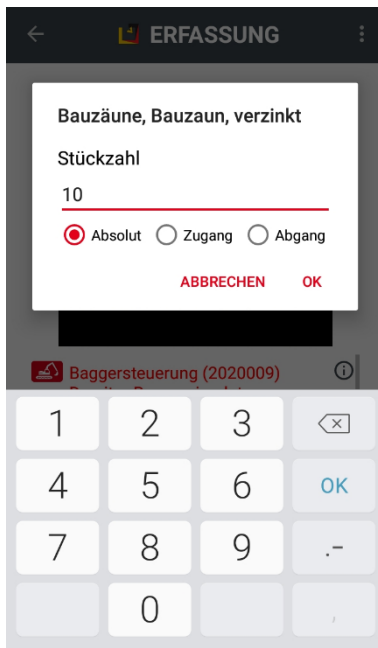 ERFASSUNG
Bauzäune, Bauzaun, verzinkt
Stückzahl
10
Absolut Zugang Abgang
ABBRECHEN OK
Baggersteuerung (2020009)
1 2 3
4 5 6 OK
7 8 9 .-
0 ,